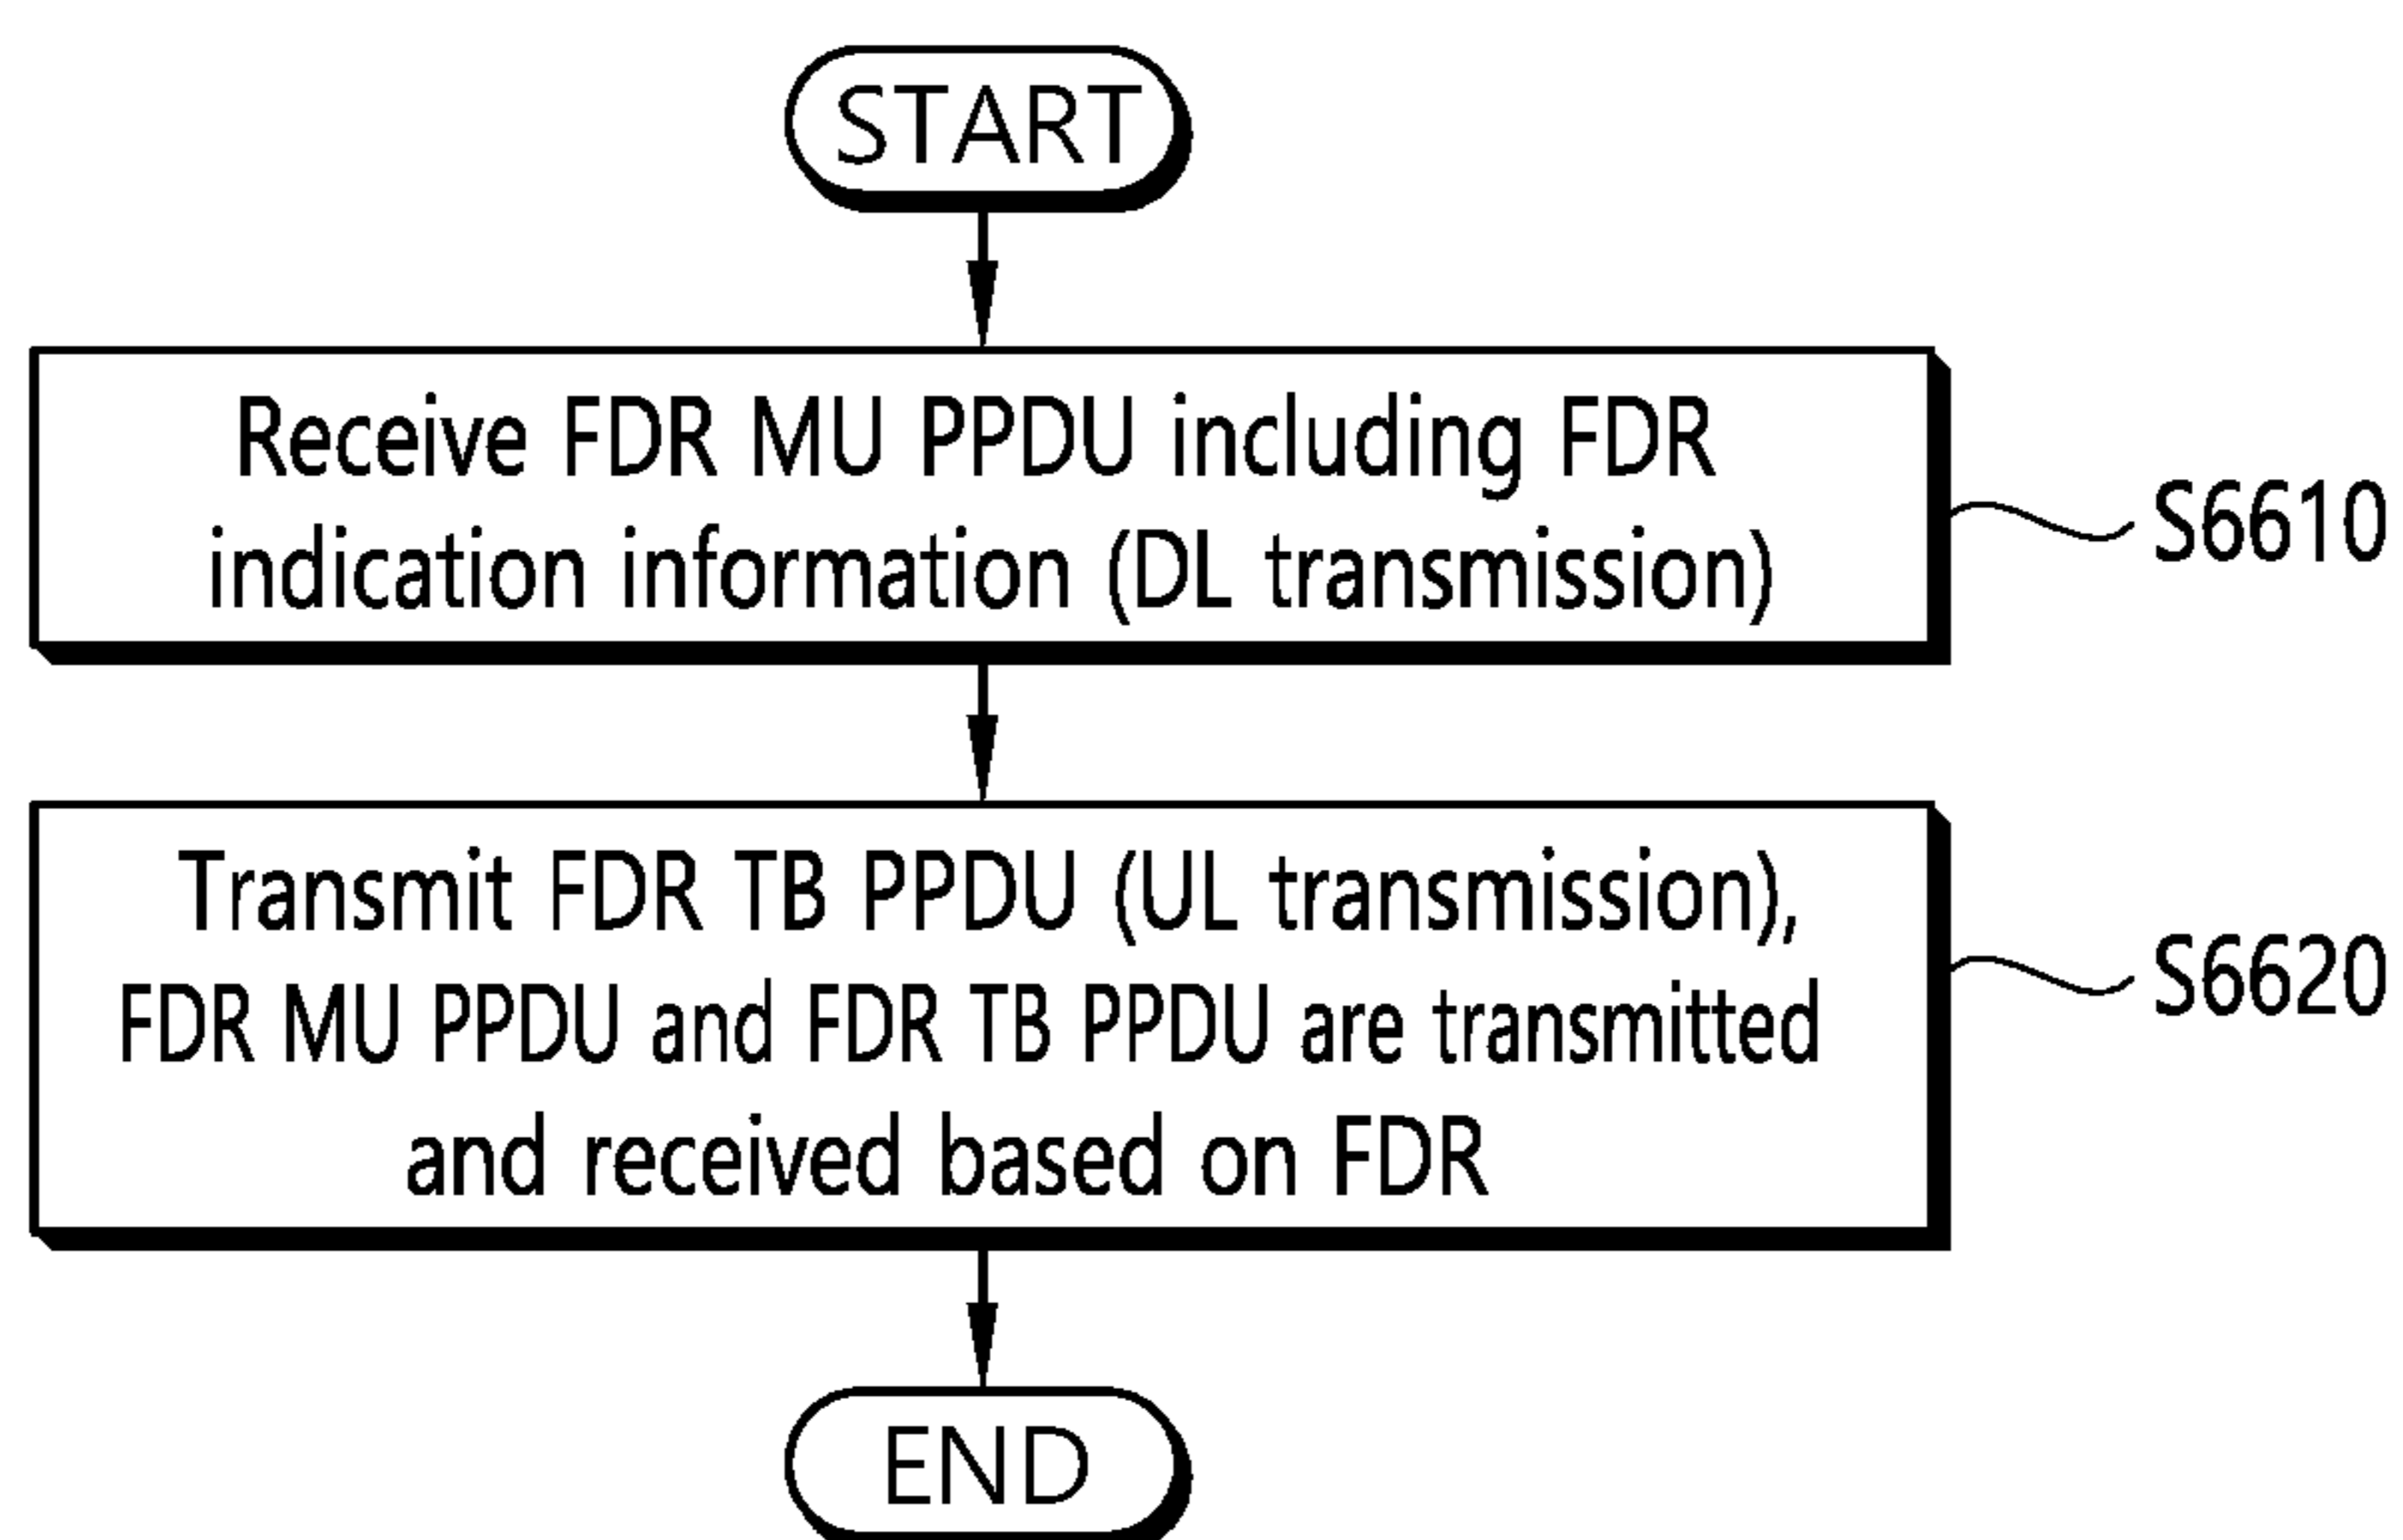 START
Receive FDR MU PPDU including FDR
indication information (DL transmission)
S6610
Transmit FDR TB PPDU (UL transmission),
FDR MU PPDU and FDR TB PPDU are transmitted
and received based on FDR
S6620
END